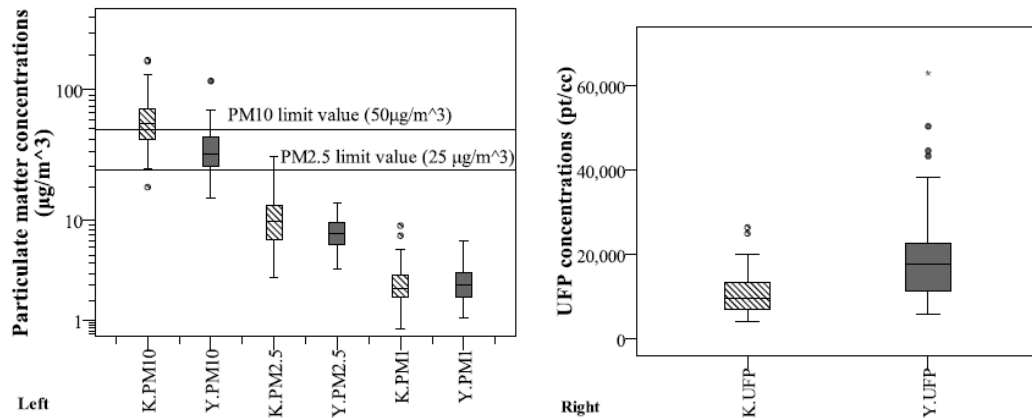 Particulate matter concentrations
(µg/m^3)
100
10
1
PM10 limit value (50µg/m^3)
PM2.5 limit value (25 µg/m^3)
K.PM10
Y.PM10
K.PM2.5
Y.PM2.5
K.PM1
Y.PM1
Left
UFP concentrations (pt/cc)
60,000
40,000
20,000
0
K.UFP
Y.UFP
Right